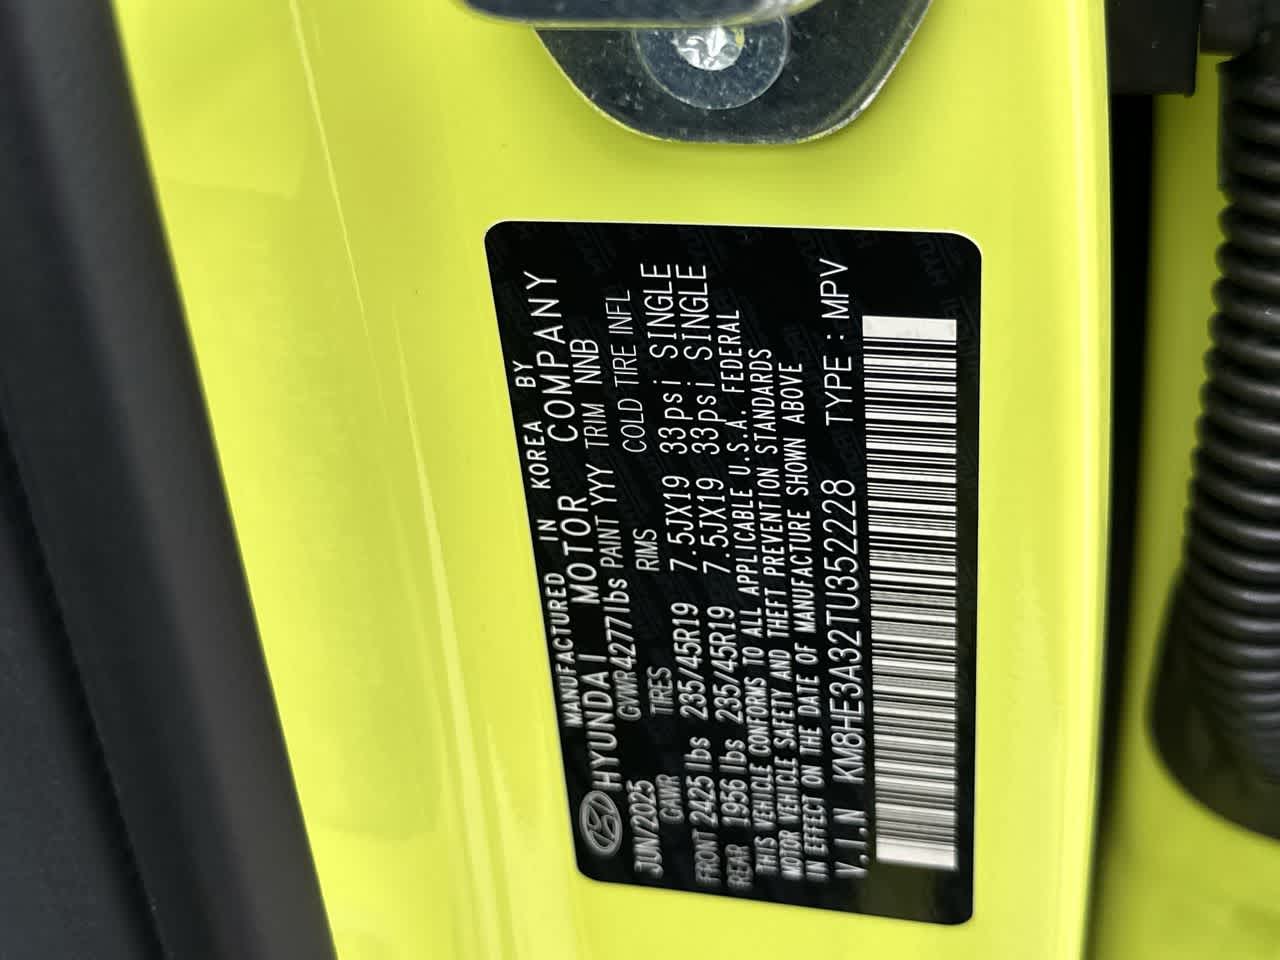 MANUFACTURED IN KOREA BY
HYUNDAI MOTOR COMPANY
JUN/2025 GVWR4277lbs PAINT YYY TRIM NNB
GAWR TIRES RIMS COLD TIRE INFL
FRONT 2425 lbs 235/45R19 7.5JX19 33psi SINGLE
REAR 1956 lbs 235/45R19 7.5JX19 33psi SINGLE
THIS VEHICLE CONFORMS TO ALL APPLICABLE U.S.A. FEDERAL
MOTOR VEHICLE SAFETY AND THEFT PREVENTION STANDARDS
IN EFFECT ON THE DATE OF MANUFACTURE SHOWN ABOVE
V.I.N KM8HE3A32TU352228 TYPE : MPV